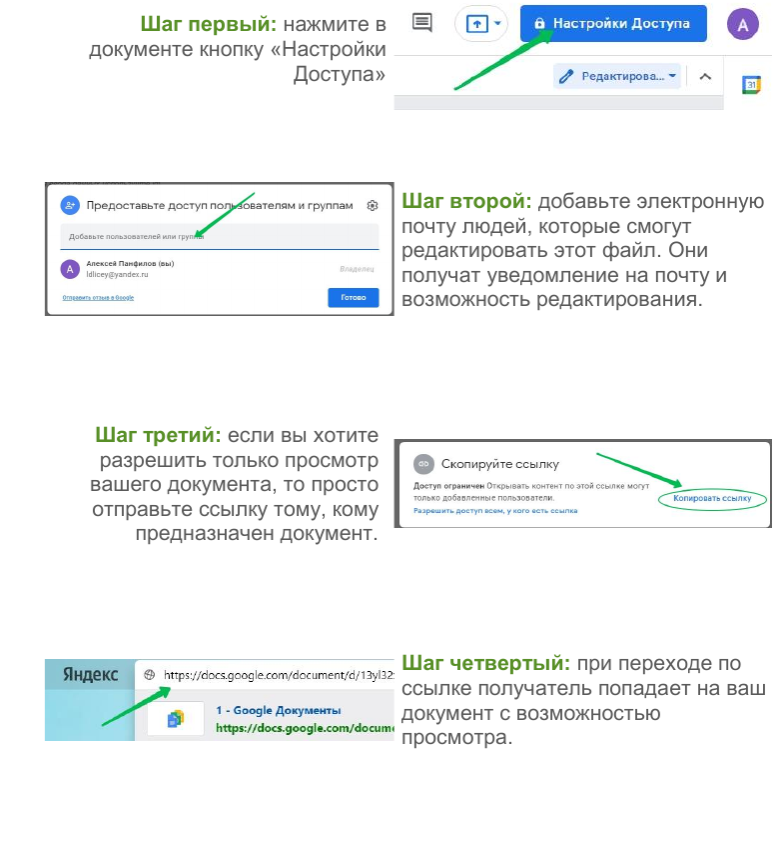 Шаг первый: нажмите в
документе кнопку «Настройки
Доступа»
Настройки Доступа
А
Редактирова...
31
Предоставьте доступ пользователям и группам
Добавьте пользователей или группы
А
Алексей Панфилов (вы)
ldlicey@yandex.ru
Владелец
Отправить отзыв в Google
Готово
Шаг второй: добавьте электронную
почту людей, которые смогут
редактировать этот файл. Они
получат уведомление на почту и
возможность редактирования.
Шаг третий: если вы хотите
разрешить только просмотр
вашего документа, то просто
отправьте ссылку тому, кому
предназначен документ.
Скопируйте ссылку
Доступ ограничен Открывать контент по этой ссылке могут
только добавленные пользователи.
Копировать ссылку
Разрешить доступ всем, у кого есть ссылка
Яндекс
https://docs.google.com/document/d/13yl32
1 - Google Документы
https://docs.google.com/docum
Шаг четвертый: при переходе по
ссылке получатель попадает на ваш
документ с возможностью
просмотра.